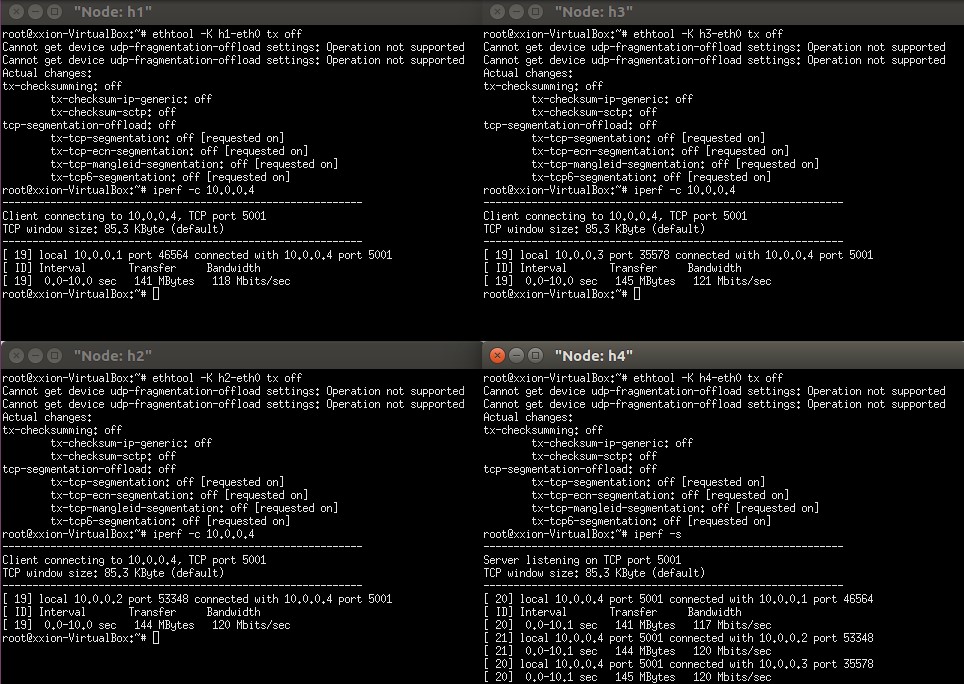 "Node: h1"
root@xxion-VirtualBox:~# ethtool -K h1-eth0 tx off
Cannot get device udp-fragmentation-offload settings: Operation not supported
Cannot get device udp-fragmentation-offload settings: Operation not supported
Actual changes:
tx-checksumming: off
tx-checksum-ip-generic: off
tx-checksum-sctp: off
tcp-segmentation-offload: off
tx-tcp-segmentation: off [requested on]
tx-tcp-ecn-segmentation: off [requested on]
tx-tcp-mangleid-segmentation: off [requested on]
tx-tcp6-segmentation: off [requested on]
root@xxion-VirtualBox:~# iperf -c 10.0.0.4
------------------------------------------------------------
Client connecting to 10.0.0.4, TCP port 5001
TCP window size: 85.3 KByte (default)
------------------------------------------------------------
[ 19] local 10.0.0.1 port 46564 connected with 10.0.0.4 port 5001
[ ID] Interval Transfer Bandwidth
[ 19] 0.0-10.0 sec 141 MBytes 118 Mbits/sec
root@xxion-VirtualBox:~#
"Node: h3"
root@xxion-VirtualBox:~# ethtool -K h3-eth0 tx off
Cannot get device udp-fragmentation-offload settings: Operation not supported
Cannot get device udp-fragmentation-offload settings: Operation not supported
Actual changes:
tx-checksumming: off
tx-checksum-ip-generic: off
tx-checksum-sctp: off
tcp-segmentation-offload: off
tx-tcp-segmentation: off [requested on]
tx-tcp-ecn-segmentation: off [requested on]
tx-tcp-mangleid-segmentation: off [requested on]
tx-tcp6-segmentation: off [requested on]
root@xxion-VirtualBox:~# iperf -c 10.0.0.4
------------------------------------------------------------
Client connecting to 10.0.0.4, TCP port 5001
TCP window size: 85.3 KByte (default)
------------------------------------------------------------
[ 19] local 10.0.0.3 port 35578 connected with 10.0.0.4 port 5001
[ ID] Interval Transfer Bandwidth
[ 19] 0.0-10.0 sec 145 MBytes 121 Mbits/sec
root@xxion-VirtualBox:~#
"Node: h2"
root@xxion-VirtualBox:~# ethtool -K h2-eth0 tx off
Cannot get device udp-fragmentation-offload settings: Operation not supported
Cannot get device udp-fragmentation-offload settings: Operation not supported
Actual changes:
tx-checksumming: off
tx-checksum-ip-generic: off
tx-checksum-sctp: off
tcp-segmentation-offload: off
tx-tcp-segmentation: off [requested on]
tx-tcp-ecn-segmentation: off [requested on]
tx-tcp-mangleid-segmentation: off [requested on]
tx-tcp6-segmentation: off [requested on]
root@xxion-VirtualBox:~# iperf -c 10.0.0.4
------------------------------------------------------------
Client connecting to 10.0.0.4, TCP port 5001
TCP window size: 85.3 KByte (default)
------------------------------------------------------------
[ 19] local 10.0.0.2 port 53348 connected with 10.0.0.4 port 5001
[ ID] Interval Transfer Bandwidth
[ 19] 0.0-10.0 sec 144 MBytes 120 Mbits/sec
root@xxion-VirtualBox:~#
"Node: h4"
root@xxion-VirtualBox:~# ethtool -K h4-eth0 tx off
Cannot get device udp-fragmentation-offload settings: Operation not supported
Cannot get device udp-fragmentation-offload settings: Operation not supported
Actual changes:
tx-checksumming: off
tx-checksum-ip-generic: off
tx-checksum-sctp: off
tcp-segmentation-offload: off
tx-tcp-segmentation: off [requested on]
tx-tcp-ecn-segmentation: off [requested on]
tx-tcp-mangleid-segmentation: off [requested on]
tx-tcp6-segmentation: off [requested on]
root@xxion-VirtualBox:~# iperf -s
------------------------------------------------------------
Server listening on TCP port 5001
TCP window size: 85.3 KByte (default)
------------------------------------------------------------
[ 20] local 10.0.0.4 port 5001 connected with 10.0.0.1 port 46564
[ ID] Interval Transfer Bandwidth
[ 20] 0.0-10.1 sec 141 MBytes 117 Mbits/sec
[ 21] local 10.0.0.4 port 5001 connected with 10.0.0.2 port 53348
[ 21] 0.0-10.1 sec 144 MBytes 120 Mbits/sec
[ 20] local 10.0.0.4 port 5001 connected with 10.0.0.3 port 35578
[ 20] 0.0-10.1 sec 145 MBytes 120 Mbits/sec